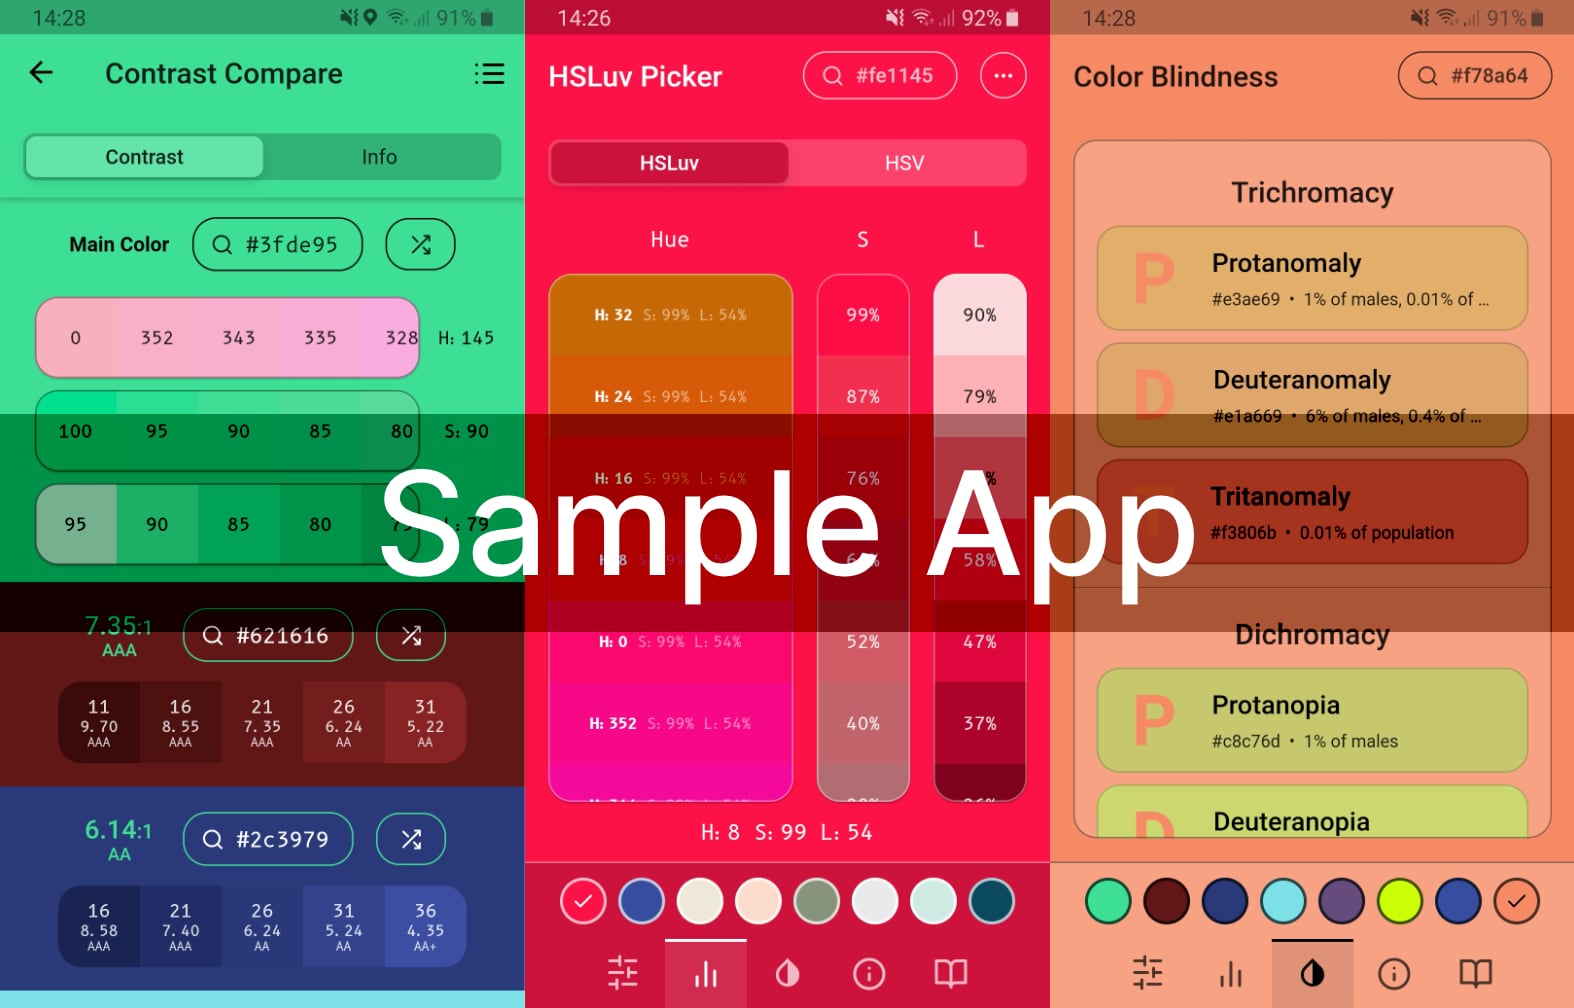 14:28
91%
Contrast Compare
Contrast
Info
Main Color
#3fde95
0
352
343
335
328
H: 145
100
95
90
85
80
S: 90
95
90
85
80
79
7.35:1
AAA
#621616
11
9.70
AAA
16
8.55
AAA
21
7.35
AAA
26
6.24
AA
31
5.22
AA
6.14:1
AA
#2c3979
16
8.58
AAA
21
7.40
AAA
26
6.24
AA
31
5.24
AA
36
4.35
AA+
14:26
92%
HSLuv Picker
#fe1145
HSLuv
HSV
Hue
S
L
H: 32 S: 99% L: 54%
H: 24 S: 99% L: 54%
H: 16 S: 99% L: 54%
H: 0 S: 99% L: 54%
H: 352 S: 99% L: 54%
99%
87%
76%
52%
40%
90%
79%
58%
47%
37%
H: 8 S: 99 L: 54
Sample App
14:28
91%
Color Blindness
#f78a64
Trichromacy
P
Protanomaly
#e3ae69 • 1% of males, 0.01% of ...
D
Deuteranomaly
#e1a669 • 6% of males, 0.4% of ...
Tritanomaly
#f3806b • 0.01% of population
Dichromacy
P
Protanopia
#c8c76d • 1% of males
D
Deuteranopia